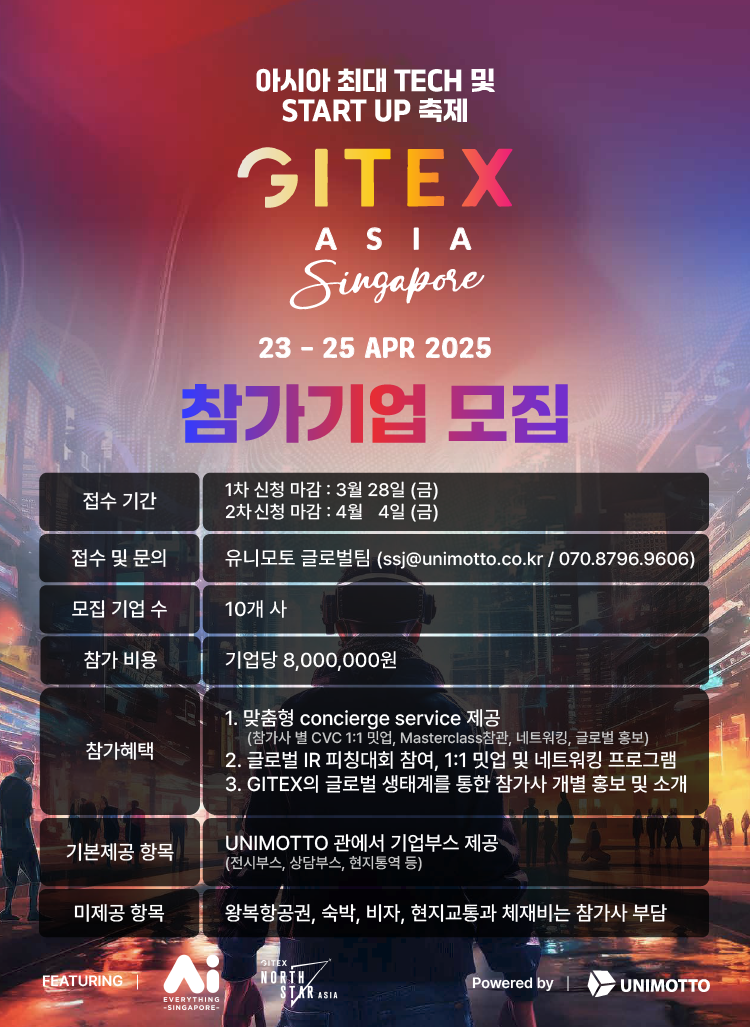 아시아 최대 TECH 및
START UP 축제
GITEX
ASIA
Singapore
23 - 25 APR 2025
참가기업 모집
접수 기간
1차 신청 마감 : 3월 28일 (금)
2차 신청 마감 : 4월 4일 (금)
접수 및 문의
유니모토 글로벌팀 (ssj@unimotto.co.kr / 070.8796.9606)
모집 기업 수
10개 사
참가 비용
기업당 8,000,000원
참가혜택
1. 맞춤형 concierge service 제공
(참가사 별 CVC 1:1 밋업, Masterclass참관, 네트워킹, 글로벌 홍보)
2. 글로벌 IR 피칭대회 참여, 1:1 밋업 및 네트워킹 프로그램
3. GITEX의 글로벌 생태계를 통한 참가사 개별 홍보 및 소개
기본제공 항목
UNIMOTTO 관에서 기업부스 제공
(전시부스, 상담부스, 현지통역 등)
미제공 항목
왕복항공권, 숙박, 비자, 현지교통과 체재비는 참가사 부담
FEATURING |
Ai
EVERYTHING
-SINGAPORE-
GITEX
NORTH
STAR ASIA
Powered by |
UNIMOTTO